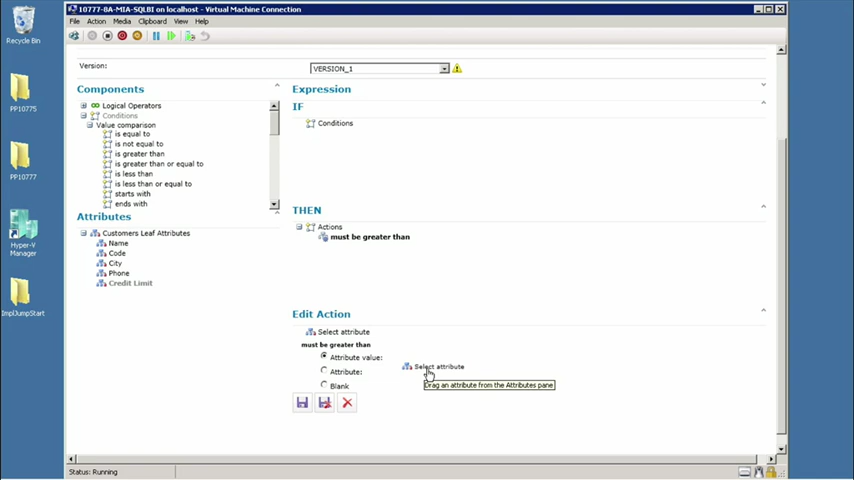 10777-8A-MIA-SQLBI on localhost - Virtual Machine Connection
File Action Media Clipboard View Help
Recycle Bin
PP10775
PP10777
Hyper-V
Manager
ImplJumpStart
Version:
VERSION_1
Components
Logical Operators
Conditions
Value comparison
is equal to
is not equal to
is greater than
is greater than or equal to
is less than
is less than or equal to
starts with
ends with
Attributes
Customers Leaf Attributes
Name
Code
City
Phone
Credit Limit
Expression
IF
Conditions
THEN
Actions
must be greater than
Edit Action
Select attribute
must be greater than
Attribute value:
Attribute:
Blank
Select attribute
Drag an attribute from the Attributes pane
Status: Running